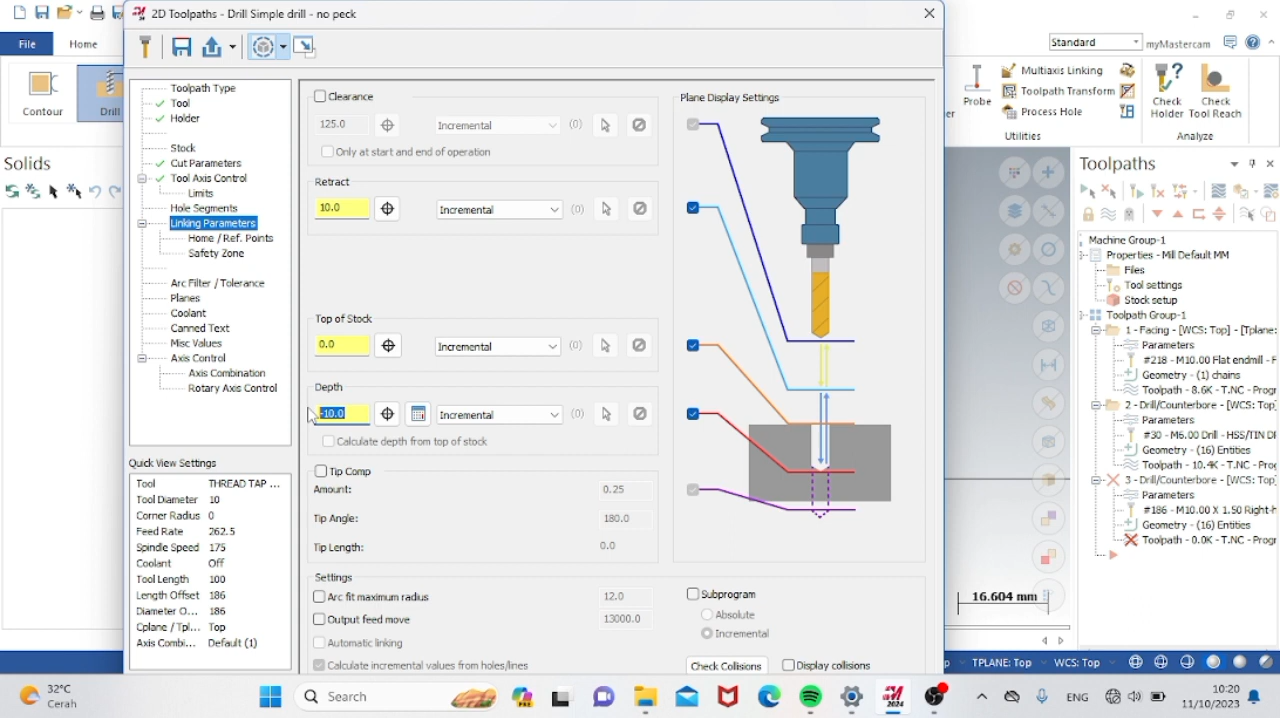 2D Toolpaths - Drill Simple drill - no peck
File
Home
Standard
myMastercam
Contour
Drill
Probe
Multiaxis Linking
Toolpath Transform
Process Hole
Utilities
Check Holder
Check Tool Reach
Analyze
Solids
Toolpath Type
Tool
Holder
Stock
Cut Parameters
Tool Axis Control
Limits
Hole Segments
Linking Parameters
Home / Ref. Points
Safety Zone
Arc Filter / Tolerance
Planes
Coolant
Canned Text
Misc Values
Axis Control
Axis Combination
Rotary Axis Control
Quick View Settings
Tool THREAD TAP ...
Tool Diameter 10
Corner Radius 0
Feed Rate 262.5
Spindle Speed 175
Coolant Off
Tool Length 100
Length Offset 186
Diameter O... 186
Cplane / Tpl... Top
Axis Combi... Default (1)
Clearance
125.0 Incremental (0)
Only at start and end of operation
Retract
10.0 Incremental (0)
Top of Stock
0.0 Incremental (0)
Depth
-10.0 Incremental (0)
Calculate depth from top of stock
Tip Comp
Amount: 0.25
Tip Angle: 180.0
Tip Length: 0.0
Settings
Arc fit maximum radius 12.0
Output feed move 13000.0
Automatic linking
Calculate incremental values from holes/lines
Plane Display Settings
Subprogram
Absolute
Incremental
Check Collisions
Display collisions
Toolpaths
Machine Group-1
Properties - Mill Default MM
Files
Tool settings
Stock setup
Toolpath Group-1
1 - Facing - [WCS: Top] - [Tplane:
Parameters
#218 - M10.00 Flat endmill - F
Geometry - (1) chains
Toolpath - 8.6K - T.NC - Progr
2 - Drill/Counterbore - [WCS: Top]
Parameters
#30 - M6.00 Drill - HSS/TIN D
Geometry - (16) Entities
Toolpath - 10.4K - T.NC - Prog
3 - Drill/Counterbore - [WCS: Top]
Parameters
#186 - M10.00 X 1.50 Right-h
Geometry - (16) Entities
Toolpath - 0.0K - T.NC - Progr
16.604 mm
TPLANE: Top
WCS: Top
32°C
Cerah
Search
2024
ENG
10:20
11/10/2023